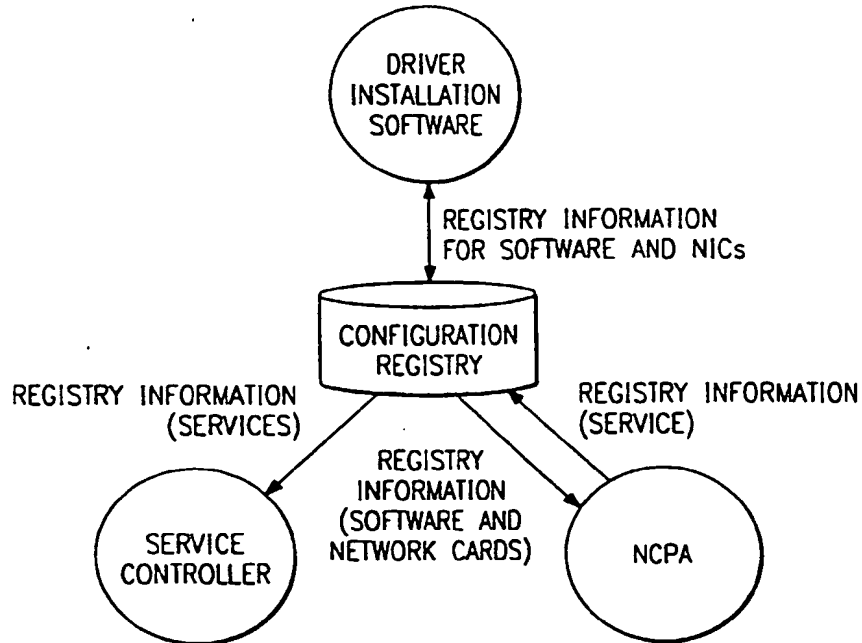 DRIVER
INSTALLATION
SOFTWARE
REGISTRY INFORMATION
FOR SOFTWARE AND NICs
CONFIGURATION
REGISTRY
REGISTRY INFORMATION
(SERVICES)
REGISTRY INFORMATION
(SERVICE)
REGISTRY
INFORMATION
(SOFTWARE AND
NETWORK CARDS)
SERVICE
CONTROLLER
NCPA